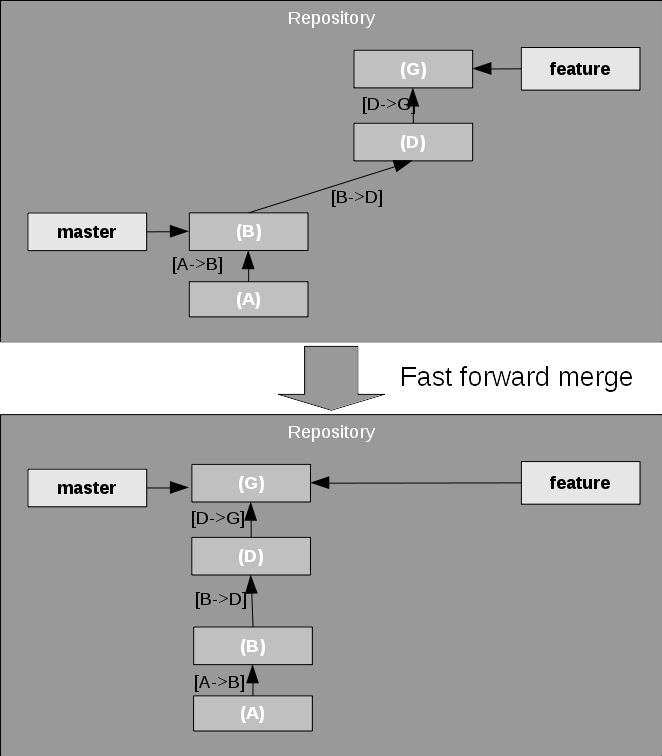 Repository
(G)
feature
[D->G]
(D)
[B->D]
master
(B)
[A->B]
(A)
Fast forward merge
Repository
master
(G)
feature
[D->G]
(D)
[B->D]
(B)
[A->B]
(A)